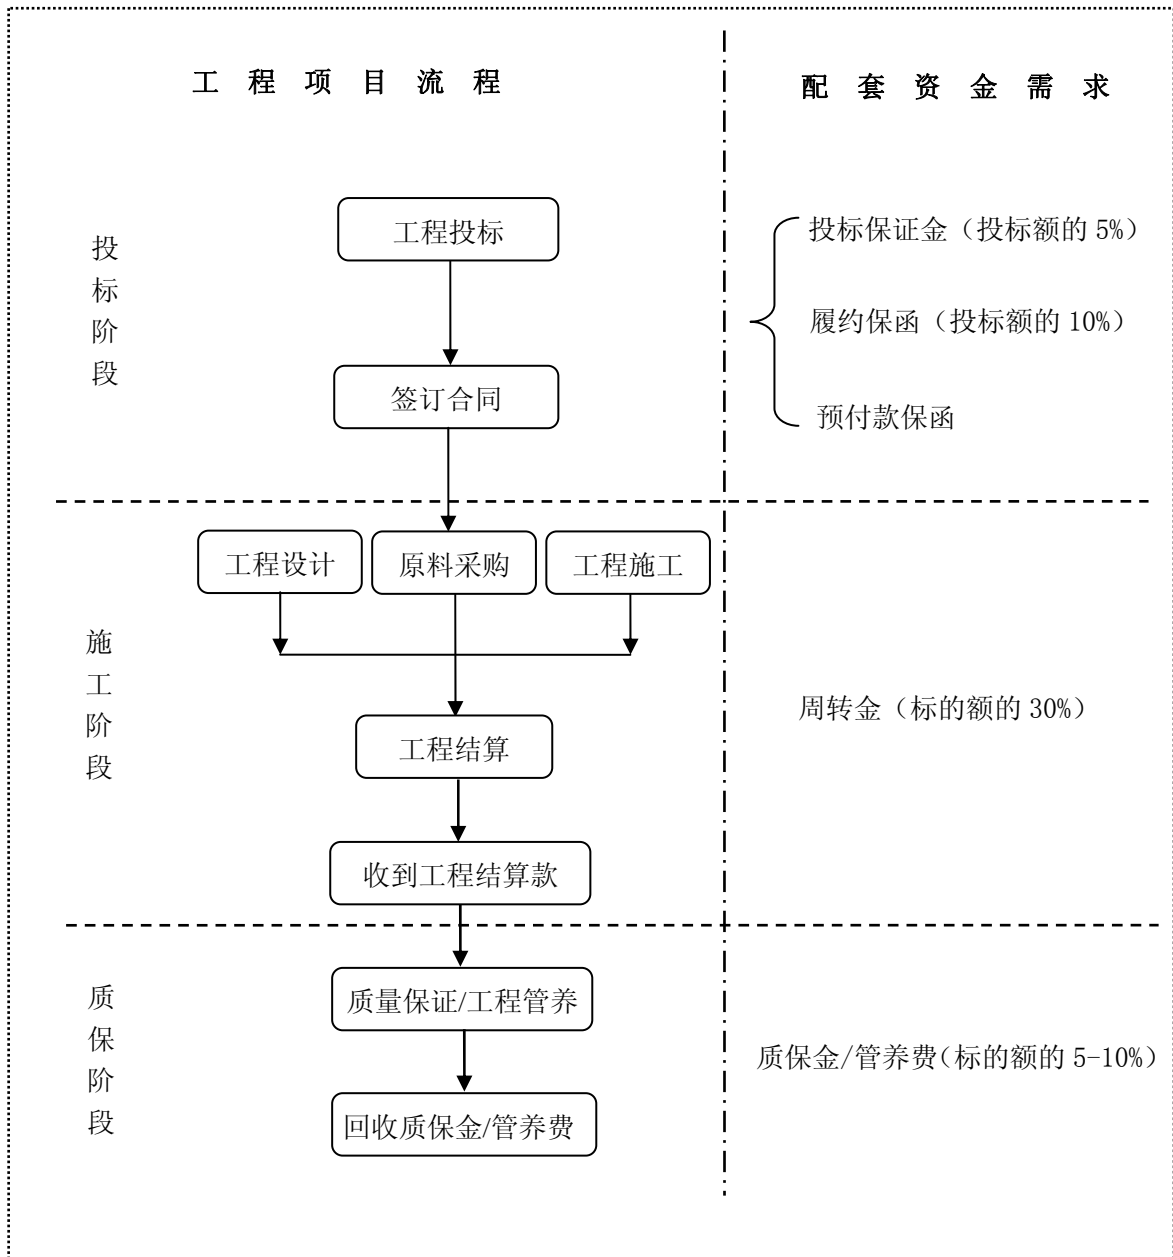 工程项目流程
配套资金需求
投标阶段
工程投标
签订合同
投标保证金（投标额的 5%）
履约保函（投标额的 10%）
预付款保函
施工阶段
工程设计
原料采购
工程施工
工程结算
收到工程结算款
周转金（标的额的 30%）
质保阶段
质量保证/工程管养
回收质保金/管养费
质保金/管养费(标的额的 5-10%)